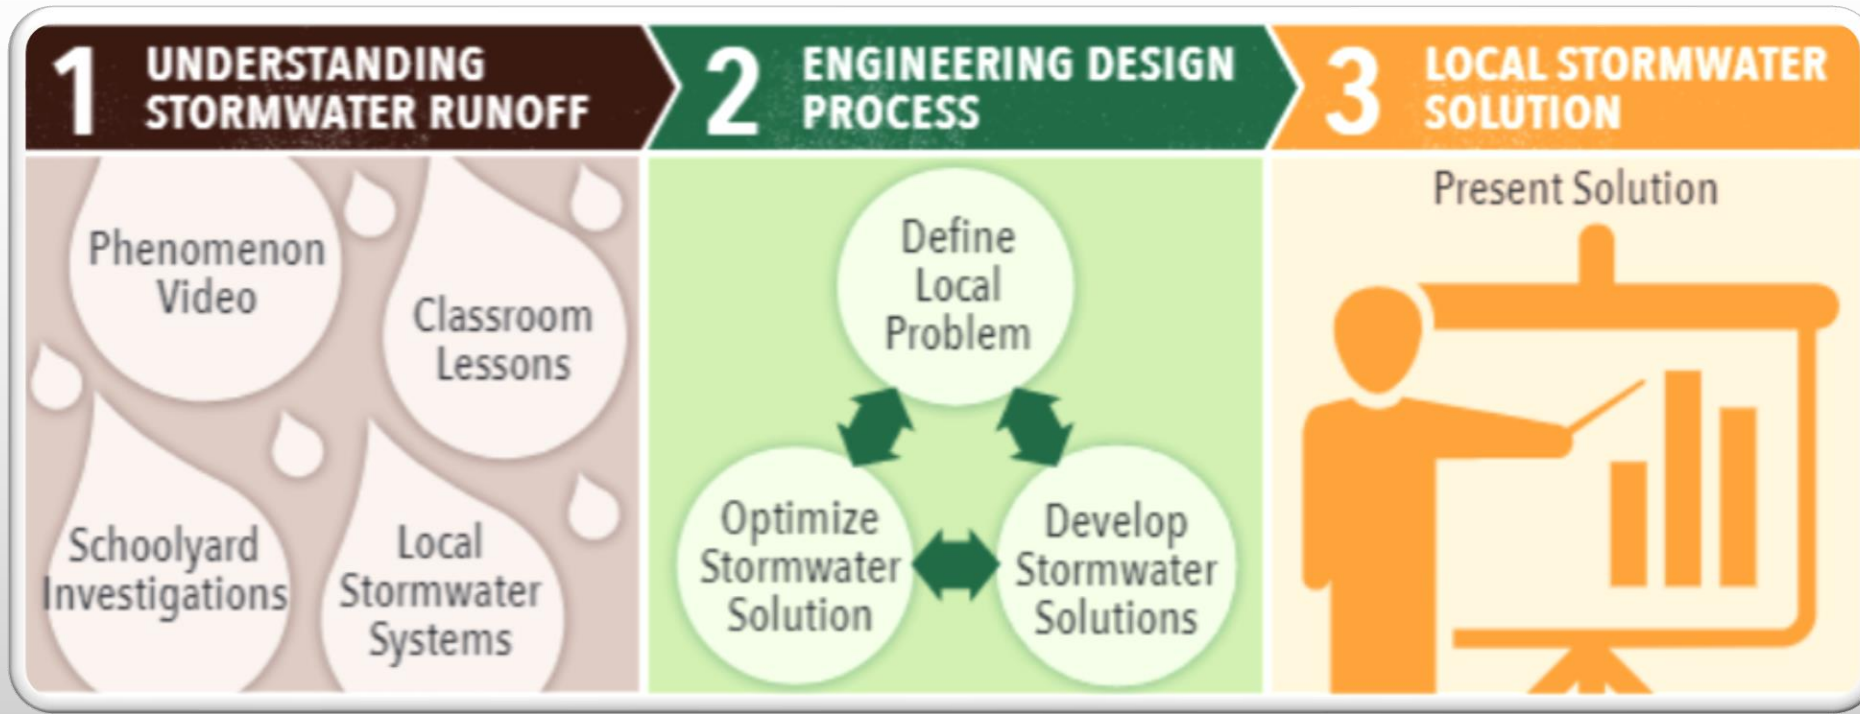 1 UNDERSTANDING
STORMWATER RUNOFF
2 ENGINEERING DESIGN
PROCESS
3 LOCAL STORMWATER
SOLUTION
Phenomenon
Video
Classroom
Lessons
Schoolyard
Investigations
Local
Stormwater
Systems
Define
Local
Problem
Optimize
Stormwater
Solution
Develop
Stormwater
Solutions
Present Solution